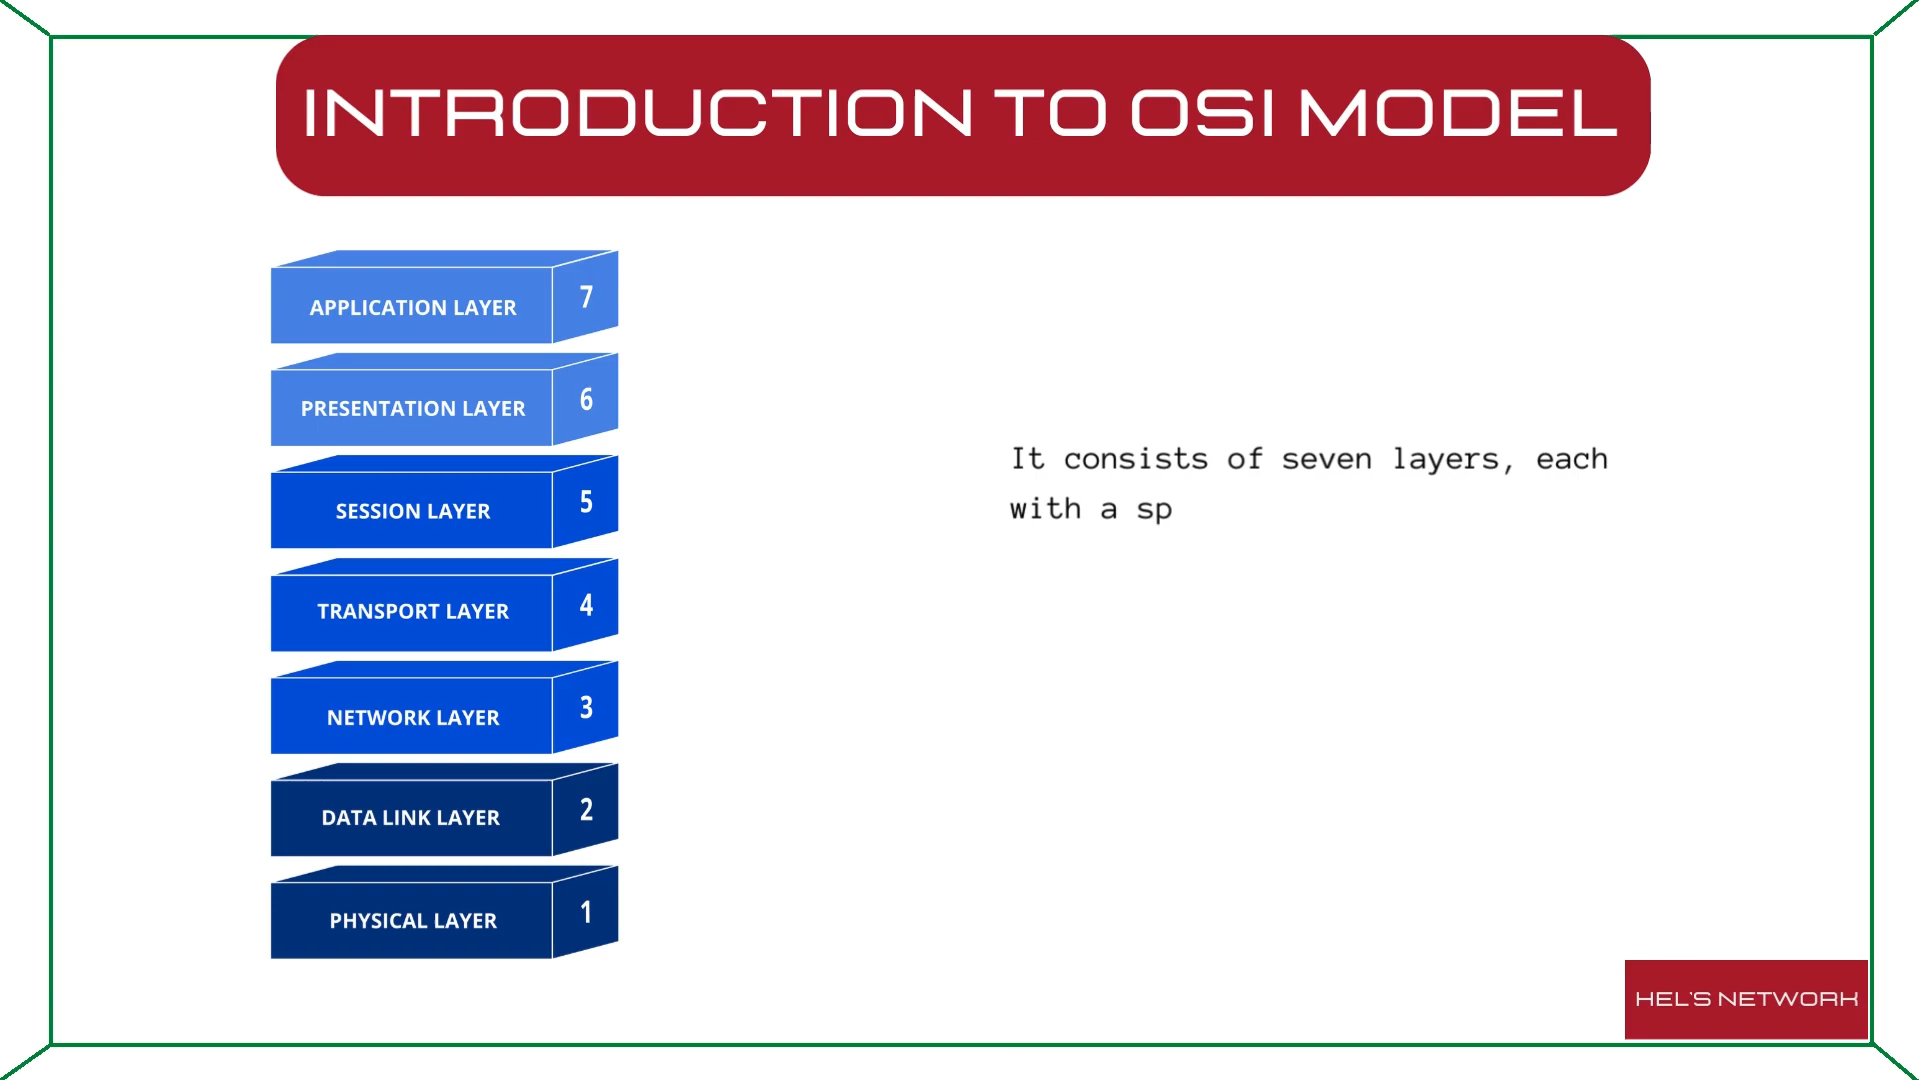 INTRODUCTION TO OSI MODEL
APPLICATION LAYER 7
PRESENTATION LAYER 6
SESSION LAYER 5
TRANSPORT LAYER 4
NETWORK LAYER 3
DATA LINK LAYER 2
PHYSICAL LAYER 1
It consists of seven layers, each
with a sp
HEL'S NETWORK